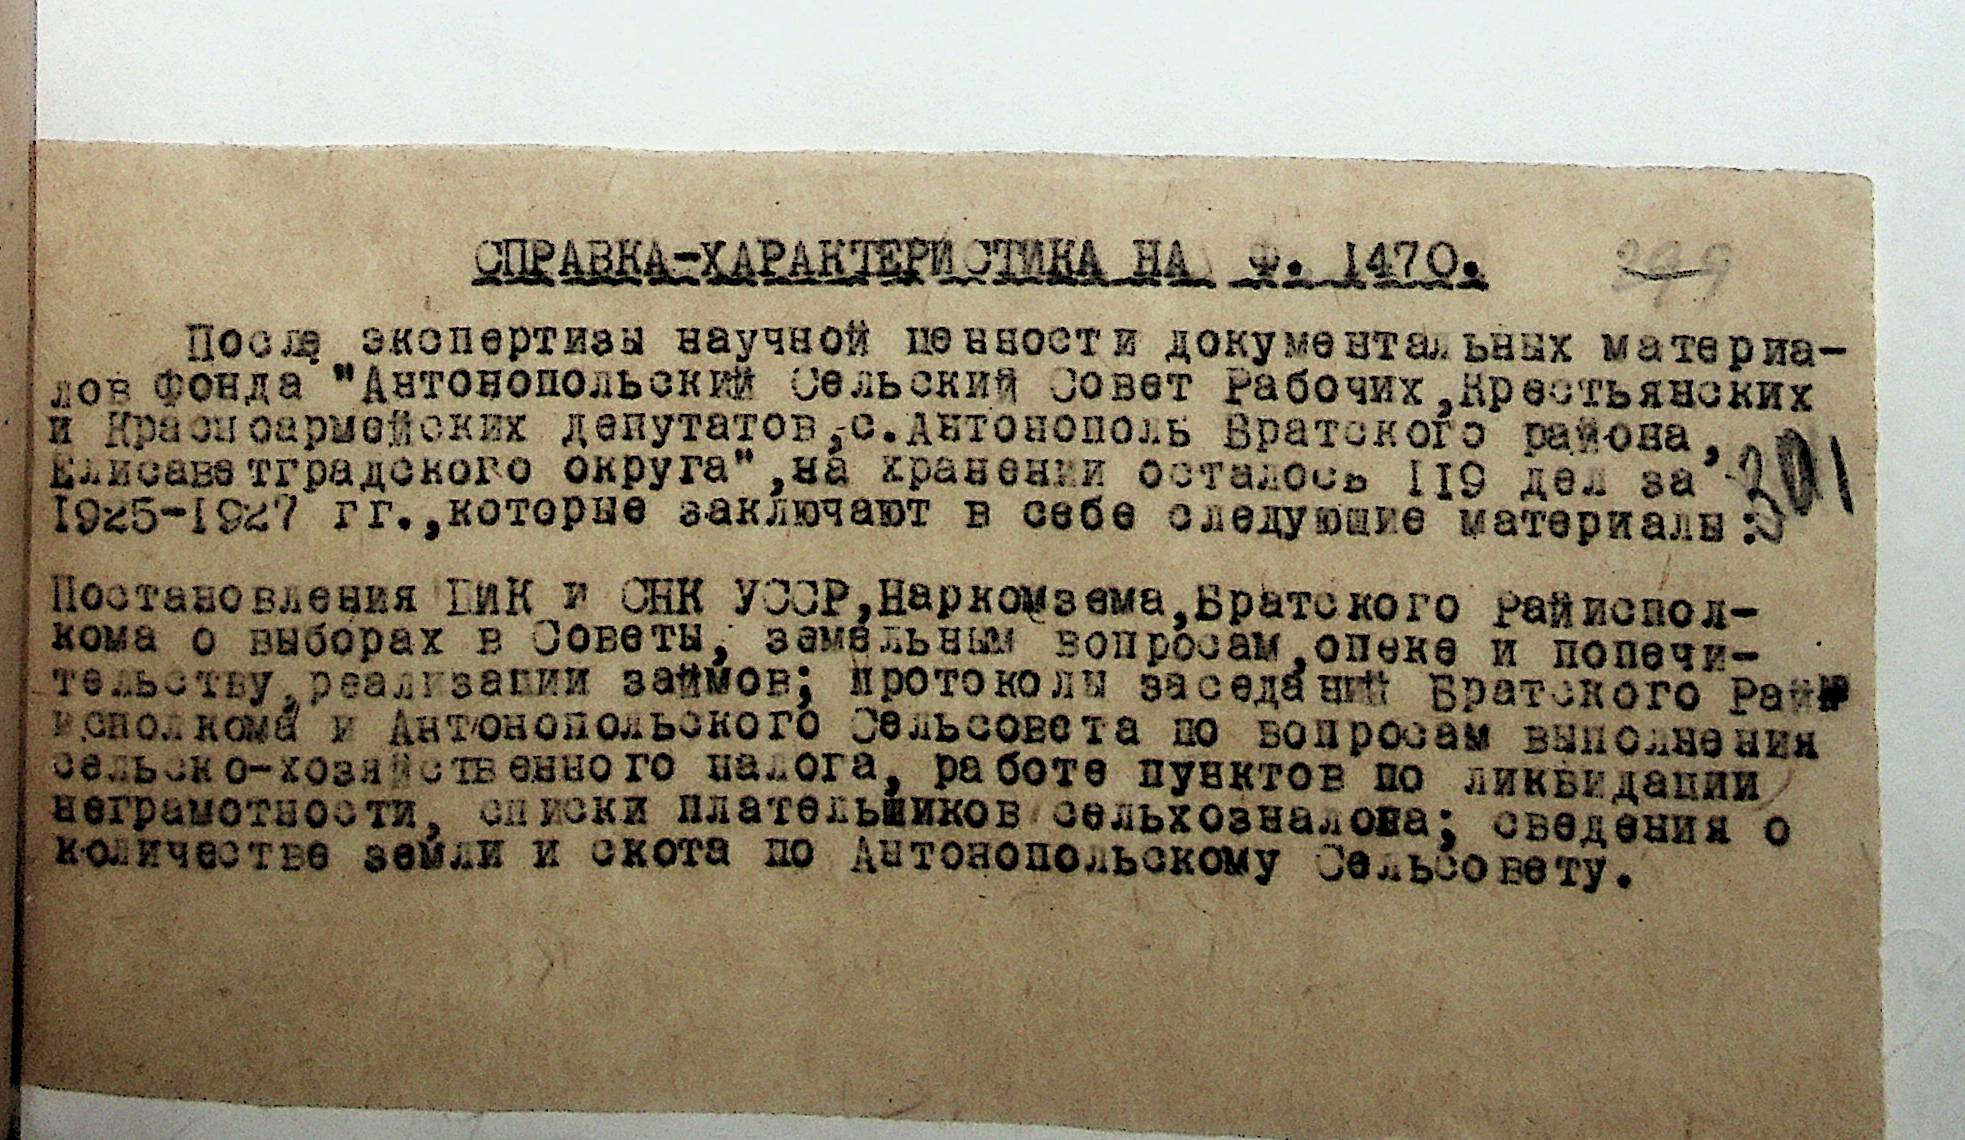 СПРАВКА-ХАРАКТЕРИСТИКА НА Ф. 1470.
299
После экспертизы научной ценности документальных материа-
лов Фонда "Антонопольский Сельский Совет Рабочих,Крестьянских
и Красноармейских депутатов,с.Антонополь Братского района,
Елисаветградского округа",на хранении осталось 119 дел за
301
1925-1927 гг.,которые заключают в себе следующие материалы:
Постановления ЦИК и СНК УССР,Наркомзема,Братского Райиспол-
кома о выборах в Советы, земельным вопросам,опеке и попечи-
тельству,реализации займов; протоколы заседаний Братского Рай
исполкома и Антонопольского Сельсовета по вопросам выполнения
сельско-хозяйственного налога, работе пунктов по ликвидации
неграмотности, списки плательщиков сельхозналога; сведения о
количестве земли и скота по Антонопольскому Сельсовету.